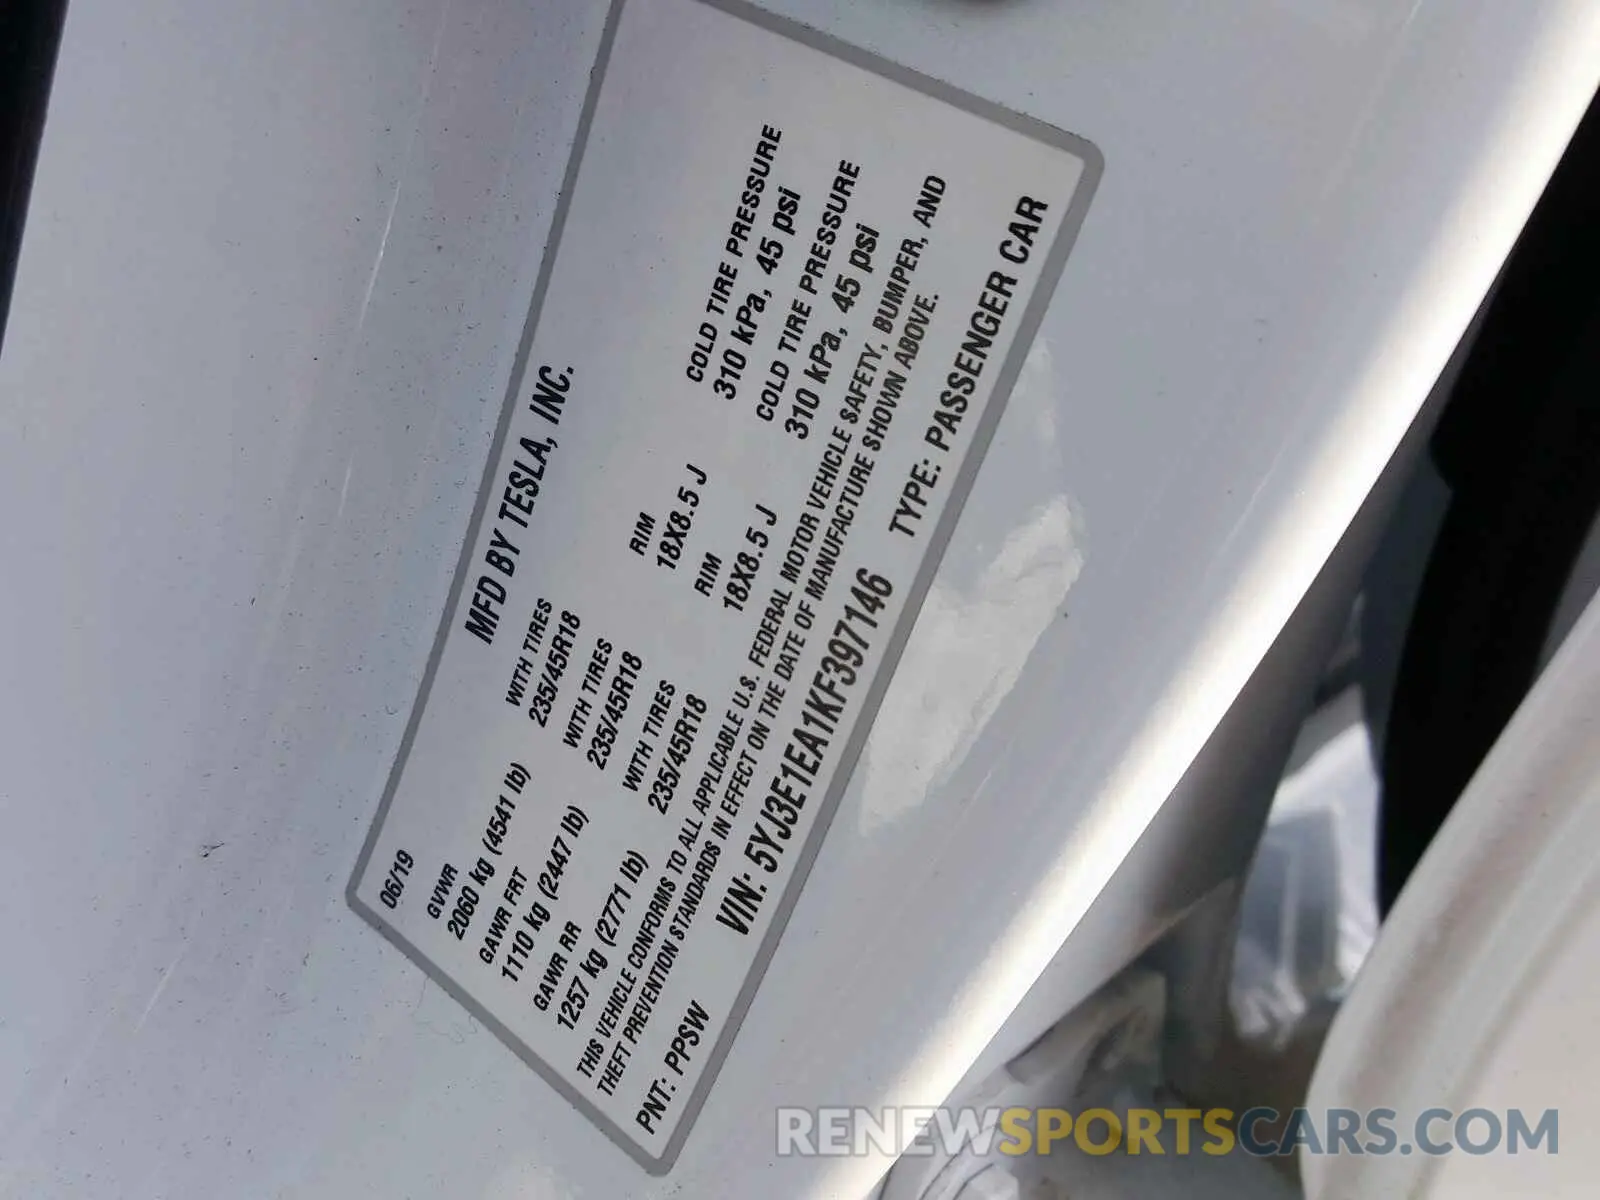 MFD BY TESLA, INC.
06/19
GVWR
2060 kg (4541 lb)
WITH TIRES
235/45R18
GAWR FRT
1110 kg (2447 lb)
WITH TIRES
235/45R18
RIM
18X8.5 J
COLD TIRE PRESSURE
310 kPa, 45 psi
GAWR RR
1257 kg (2771 lb)
WITH TIRES
235/45R18
RIM
18X8.5 J
COLD TIRE PRESSURE
310 kPa, 45 psi
THIS VEHICLE CONFORMS TO ALL APPLICABLE U.S. FEDERAL MOTOR VEHICLE SAFETY, BUMPER, AND
THEFT PREVENTION STANDARDS IN EFFECT ON THE DATE OF MANUFACTURE SHOWN ABOVE.
PNT: PPSW VIN: 5YJ3E1EA1KF397146 TYPE: PASSENGER CAR
RENEWSPORTSCARS.COM